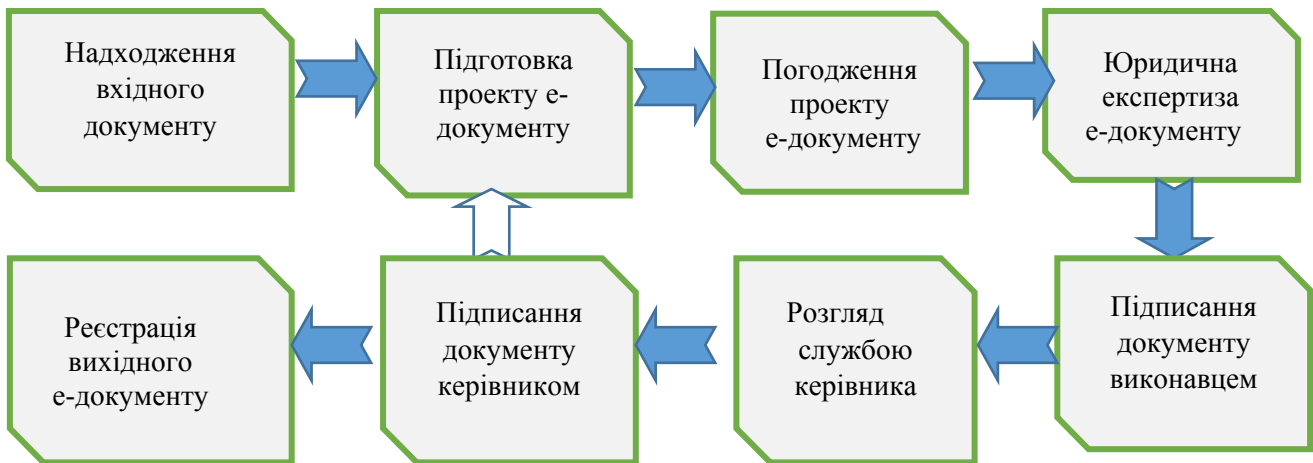 Надходження
вхідного
документу
Підготовка
проекту е-
документу
Погодження
проекту
е-документу
Юридична
експертиза
е-документу
Реєстрація
вихідного
е-документу
Підписання
документу
керівником
Розгляд
службою
керівника
Підписання
документу
виконавцем